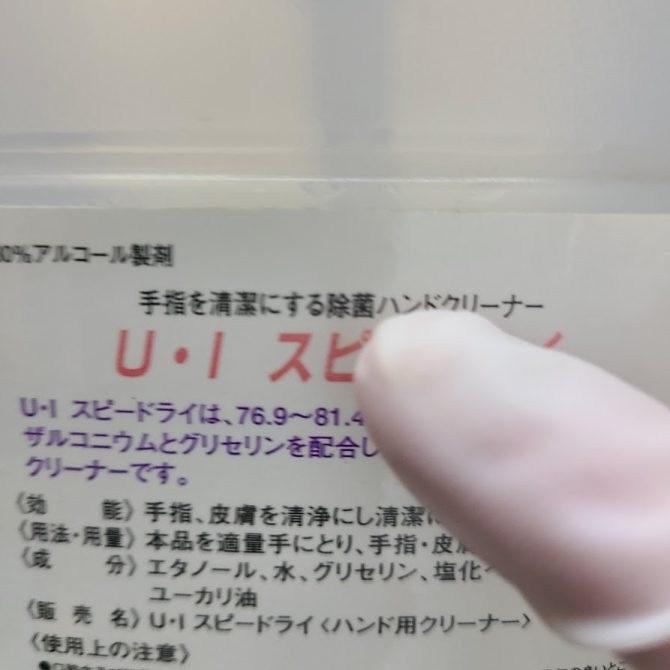 0%アルコール製剤
手指を清潔にする除菌ハンドクリーナー
U・I スピ
U・I スピードライは、76.9〜81.4
ザルコニウムとグリセリンを配合し
クリーナーです。
〈効 能〉手指、皮膚を清浄にし清潔に
〈用法・用量〉本品を適量手にとり、手指・皮膚
〈成 分〉エタノール、水、グリセリン、塩化ベ
ユーカリ油
〈販 売 名〉U・I スピードライ〈ハンド用クリーナー〉
〈使用上の注意〉